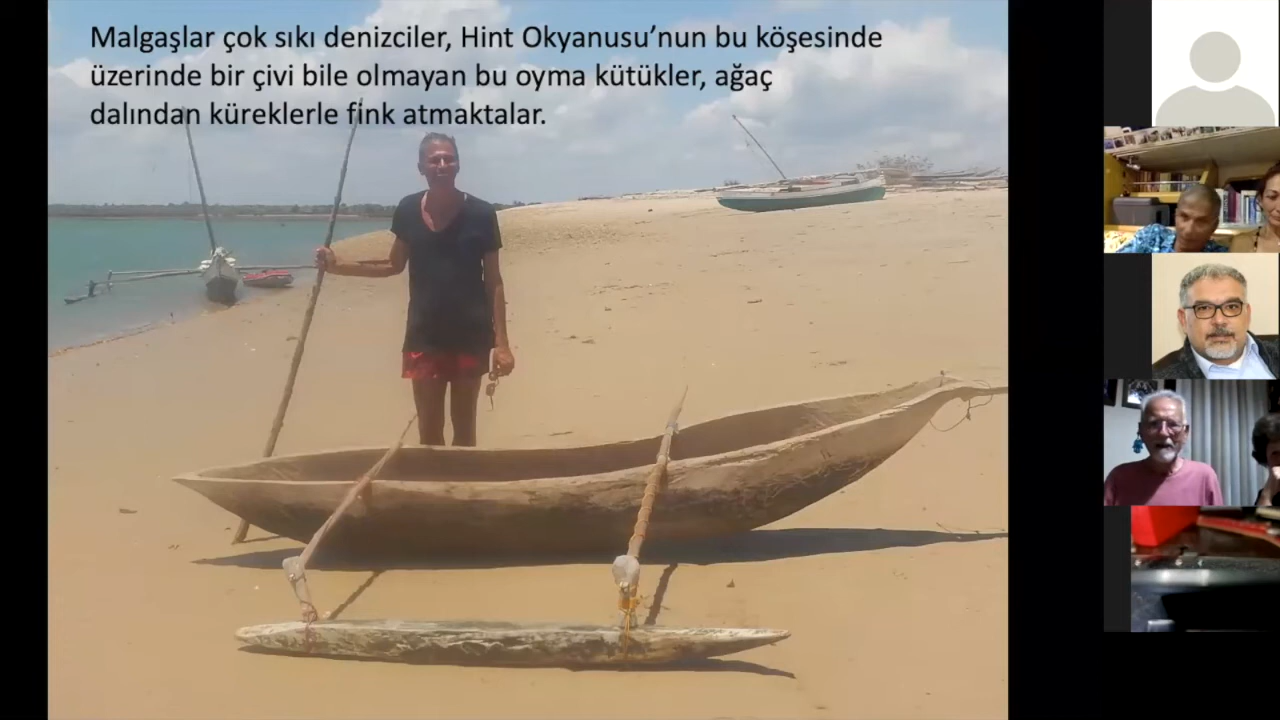 Malgaşlar çok sıkı denizciler, Hint Okyanusu’nun bu köşesinde
üzerinde bir çivi bile olmayan bu oyma kütükler, ağaç
dalından küreklerle fink atmaktalar.